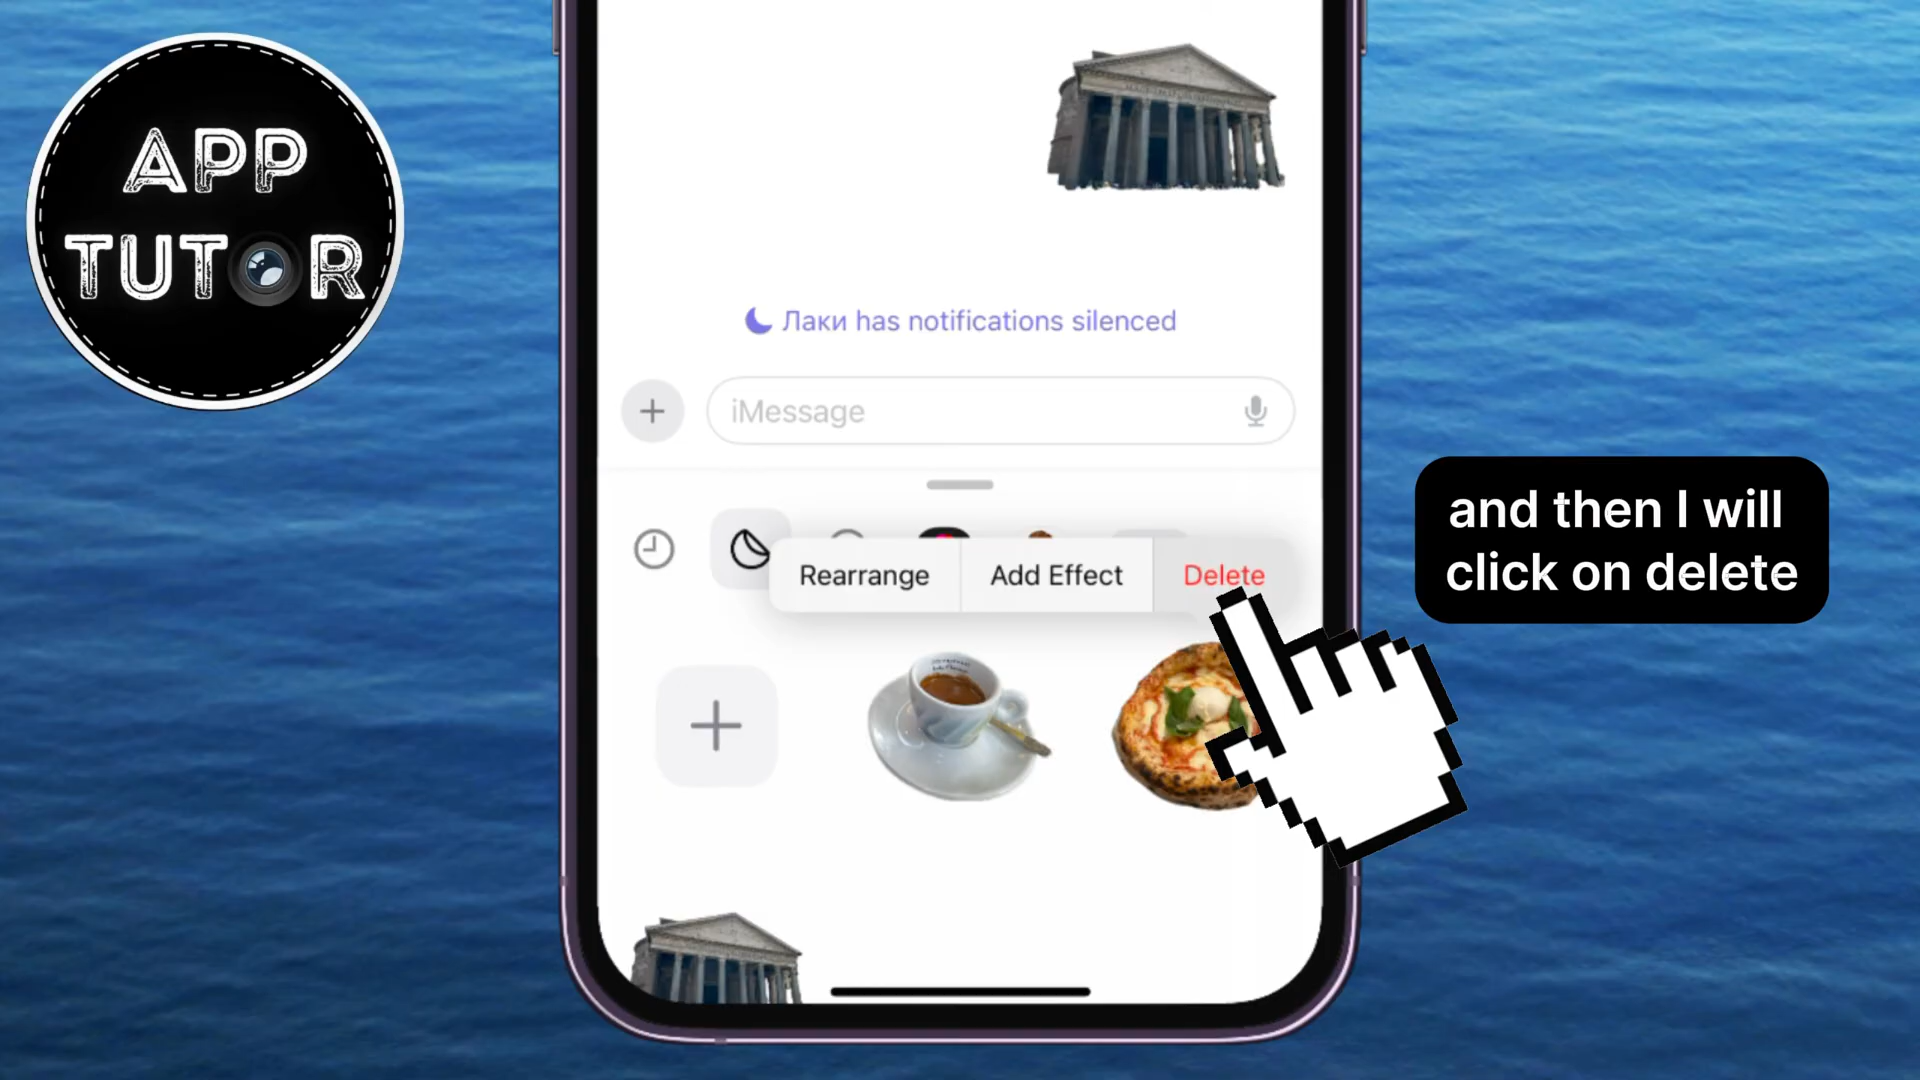 APP
TUTOR
Лаки has notifications silenced
iMessage
Rearrange
Add Effect
Delete
and then I will
click on delete